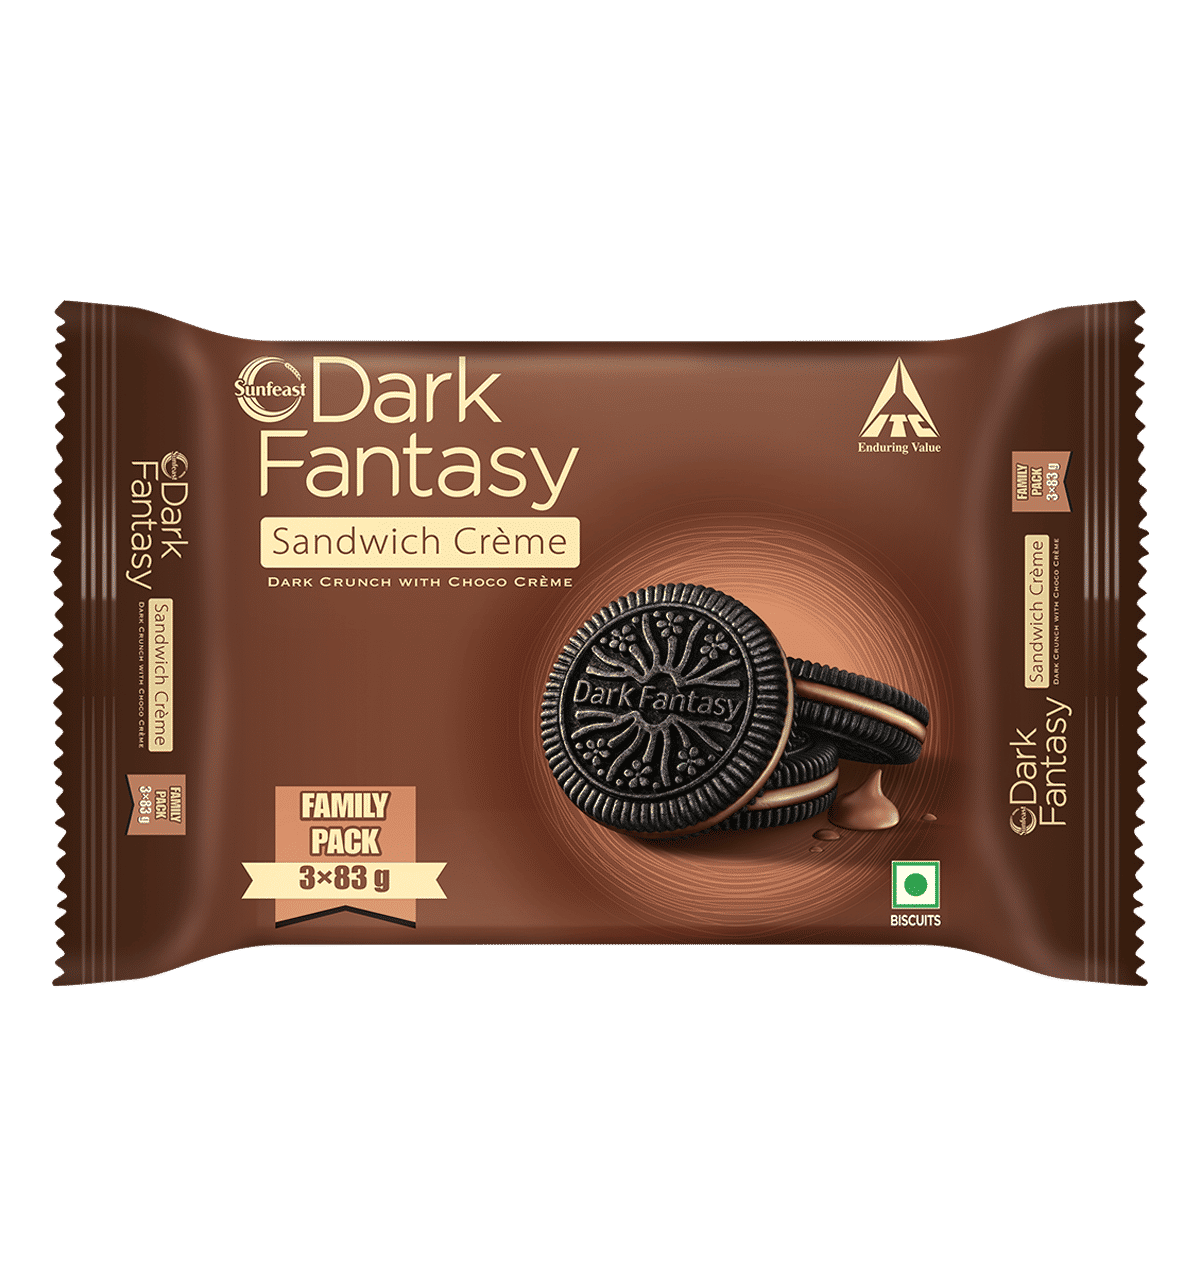 Sunfeast
Dark
Fantasy
Sandwich Crème
DARK CRUNCH WITH CHOCO CRÈME
ITC
Enduring Value
Dark Fantasy
FAMILY
PACK
3×83 g
BISCUITS
Sunfeast
Dark
Fantasy
Sandwich Crème
DARK CRUNCH WITH CHOCO CRÈME
FAMILY
PACK
3×83 g
FAMILY
PACK
3×83 g
Sandwich Crème
DARK CRUNCH WITH CHOCO CRÈME
Sunfeast
Dark
Fantasy